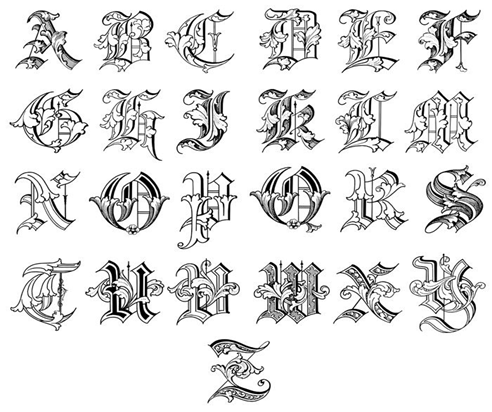 A B C D E F
G H I K L M
N O P Q R S
T U V W X Y
Z